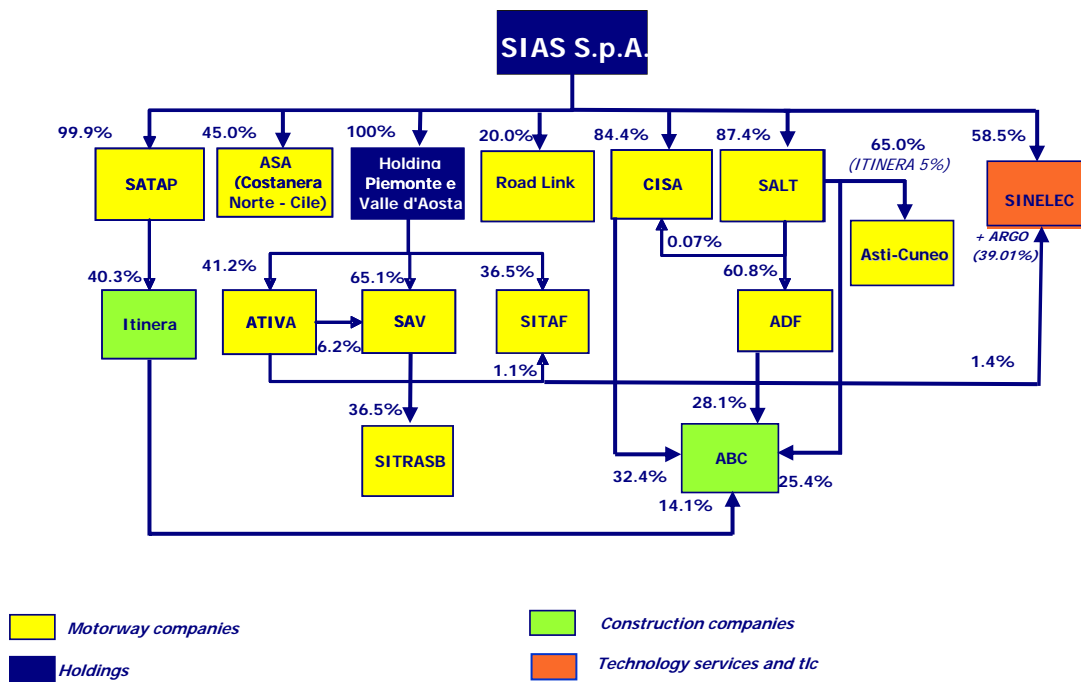 SIAS S.p.A.
99.9%
45.0%
100%
20.0%
84.4%
87.4%
65.0%
(ITINERA 5%)
58.5%
SATAP
ASA
(Costanera
Norte - Cile)
Holding
Piemonte e
Valle d'Aosta
Road Link
CISA
SALT
SINELEC
0.07%
Asti-Cuneo
+ ARGO
(39.01%)
40.3%
41.2%
65.1%
36.5%
60.8%
Itinera
ATIVA
6.2%
SAV
SITAF
ADF
1.1%
1.4%
36.5%
28.1%
SITRASB
ABC
32.4%
25.4%
14.1%
Motorway companies
Construction companies
Holdings
Technology services and tlc